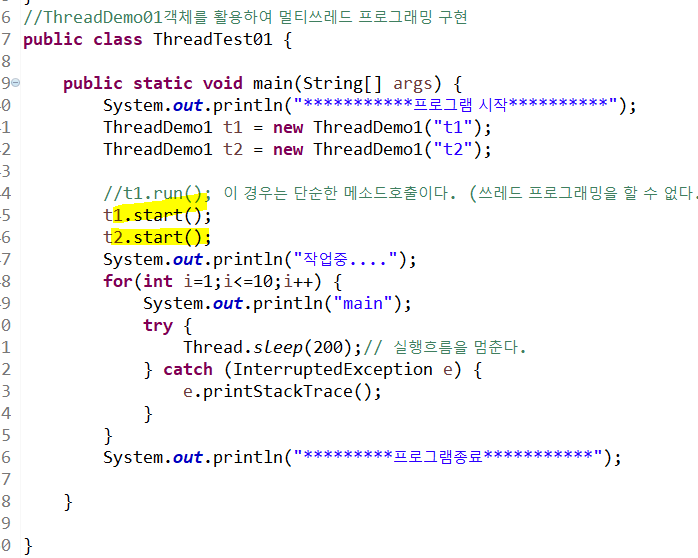 6 //ThreadDemo01객체를 활용하여 멀티쓰레드 프로그래밍 구현
7 public class ThreadTest01 {
8
9 public static void main(String[] args) {
0 System.out.println("***********프로그램 시작**********");
1 ThreadDemo1 t1 = new ThreadDemo1("t1");
2 ThreadDemo1 t2 = new ThreadDemo1("t2");
3
4 //t1.run(); 이 경우는 단순한 메소드호출이다. (쓰레드 프로그래밍을 할 수 없다.
5 t1.start();
6 t2.start();
7 System.out.println("작업중....");
8 for(int i=1;i<=10;i++) {
9 System.out.println("main");
0 try {
1 Thread.sleep(200);// 실행흐름을 멈춘다.
2 } catch (InterruptedException e) {
3 e.printStackTrace();
4 }
5 }
6 System.out.println("*********프로그램종료***********");
7
8 }
9
0 }